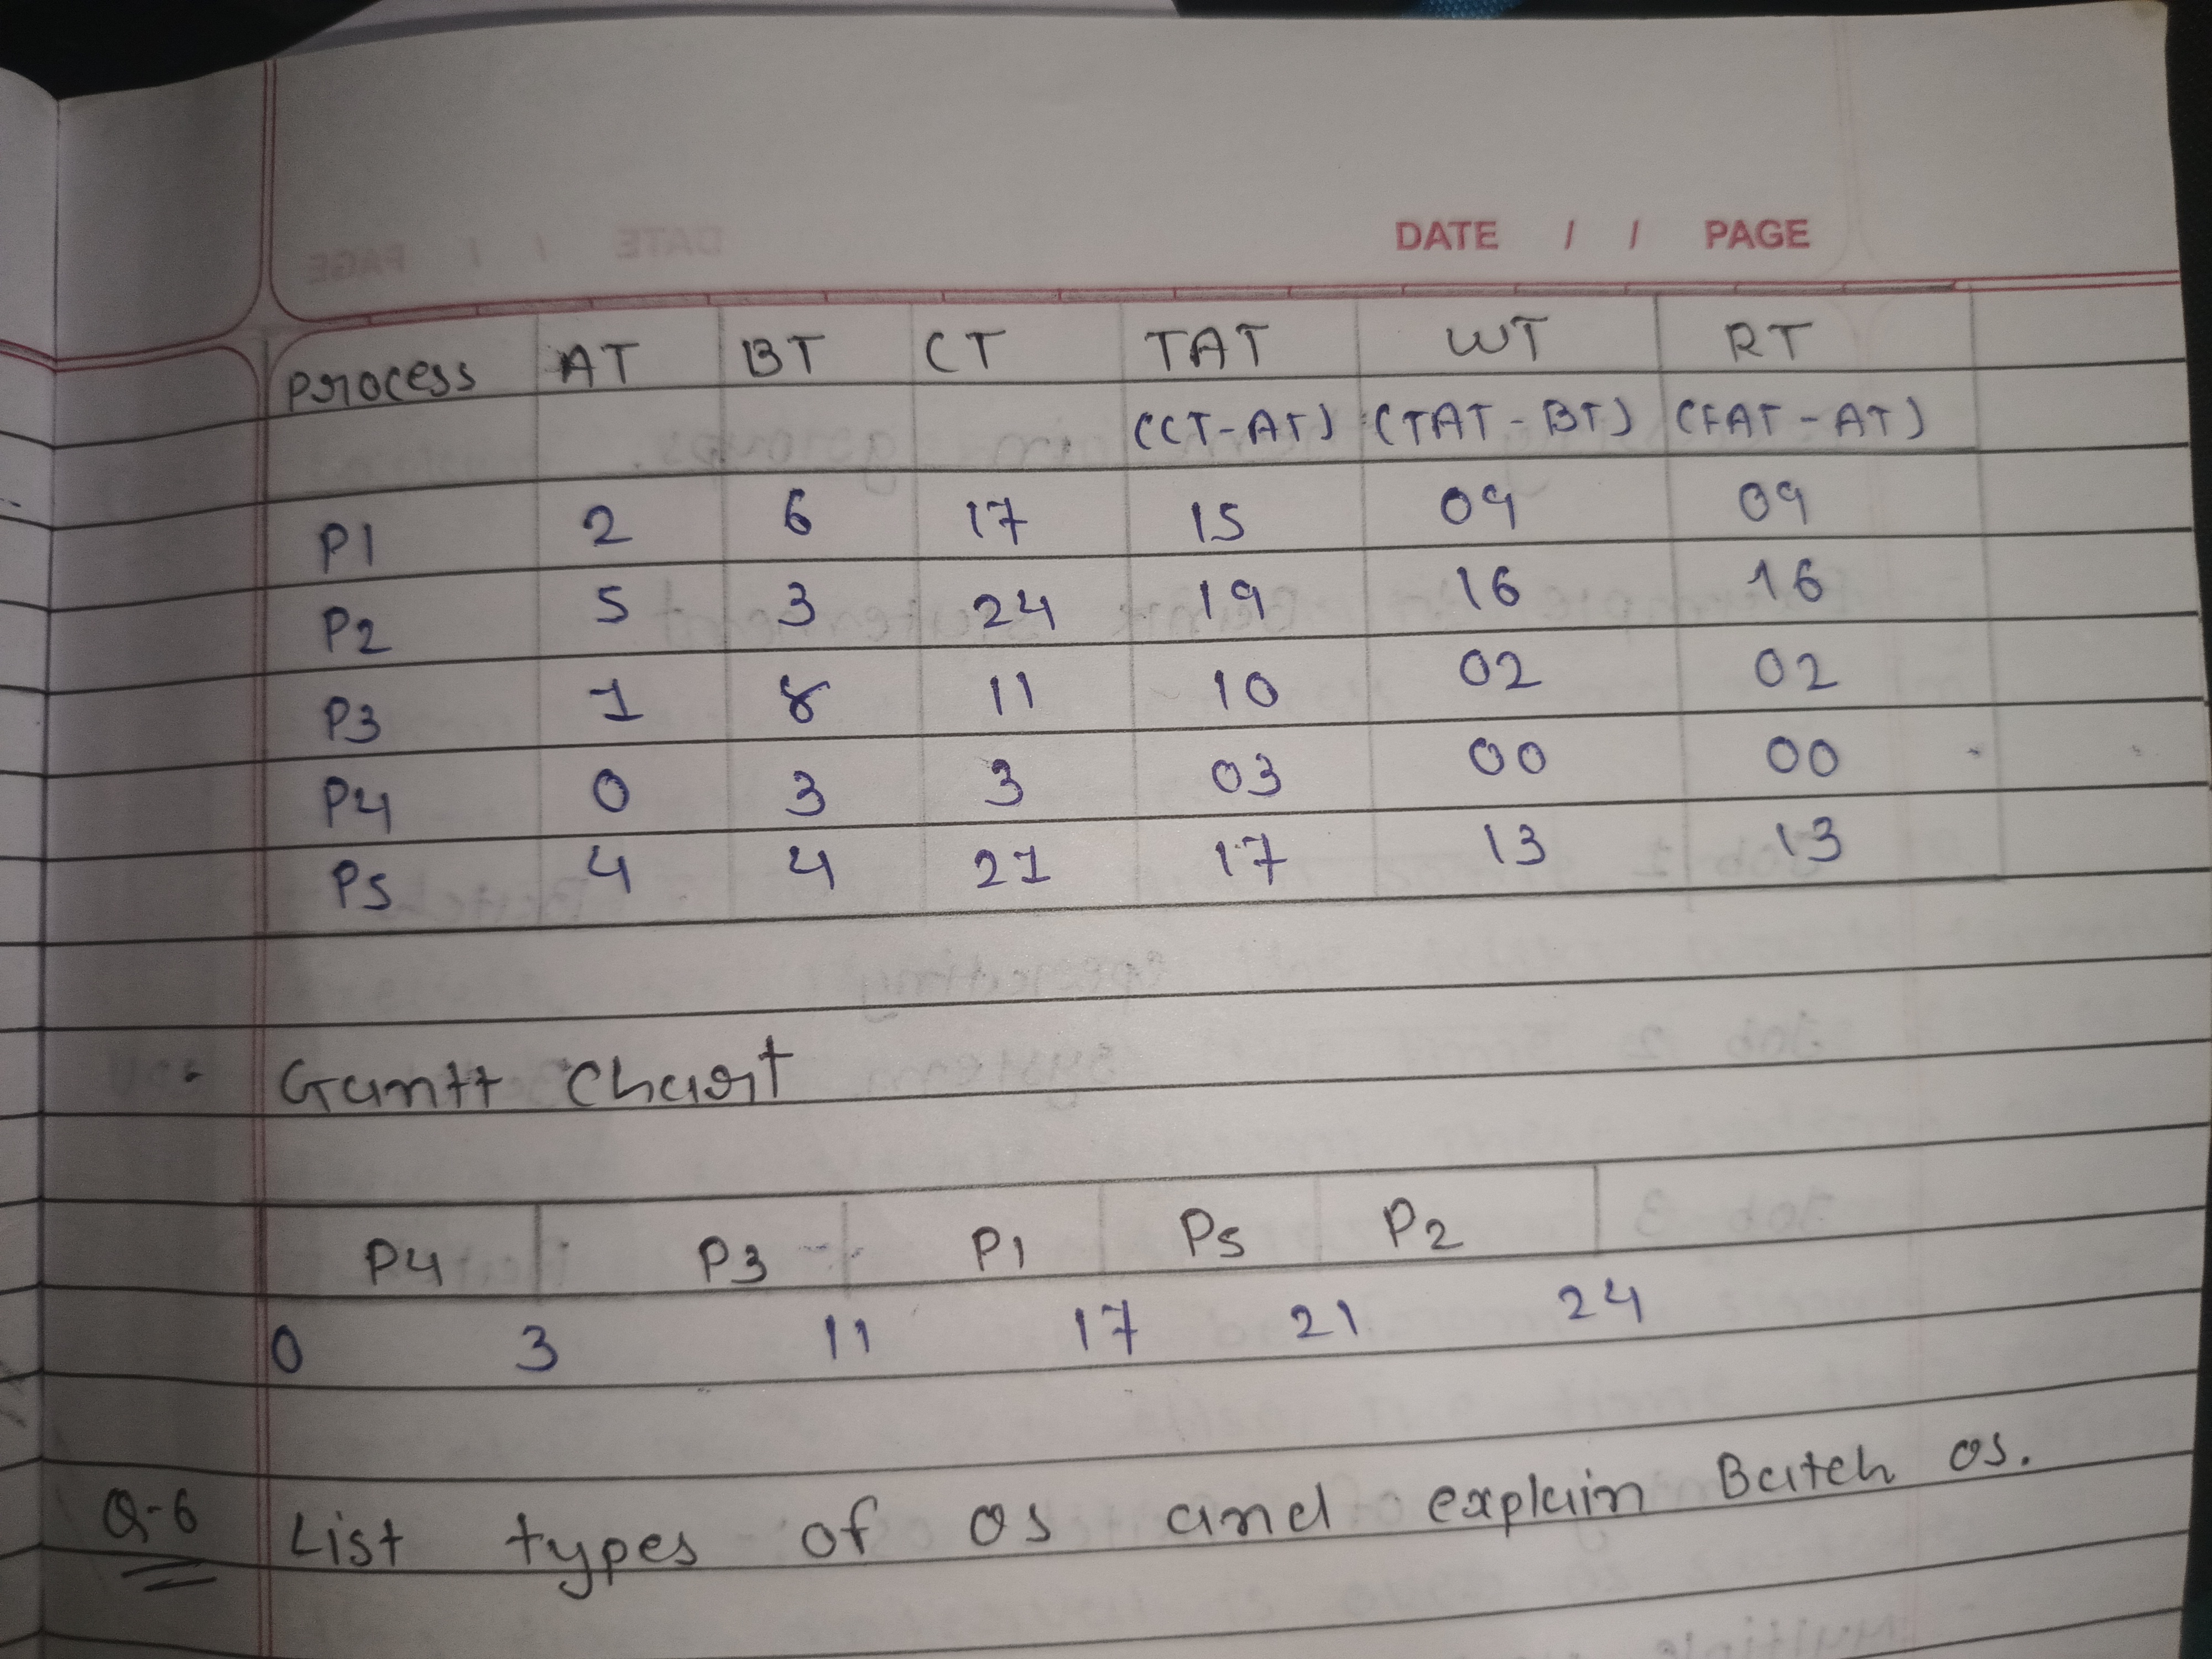 DATE / / PAGE
Process AT BT CT TAT WT RT
(CT-AT) (TAT-BT) (FAT-AT)
P1 2 6 17 15 09 09
P2 5 3 24 19 16 16
P3 1 8 11 10 02 02
P4 0 3 3 03 00 00
P5 4 4 21 17 13 13
Gantt Chart
P4 P3 P1 P5 P2
0 3 11 17 21 24
Q-6 List types of os and explain Batch os.